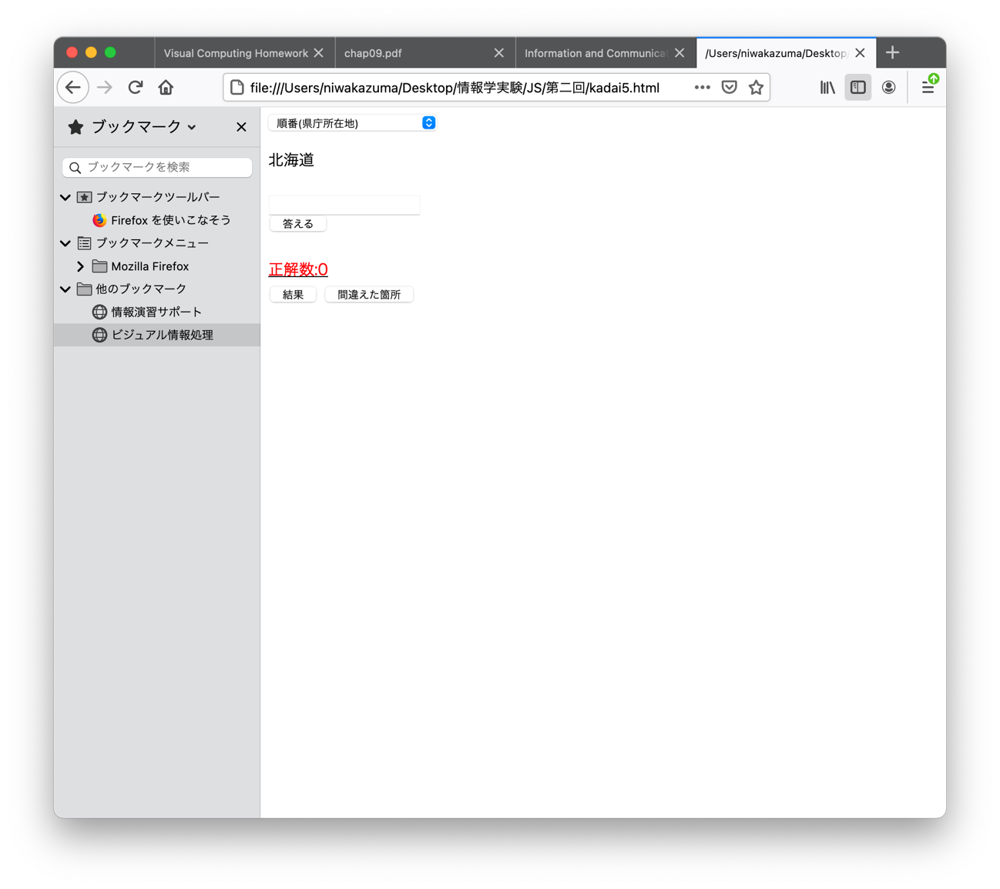 Visual Computing Homework
chap09.pdf
Information and Communicat
/Users/niwakazuma/Desktop/
file:///Users/niwakazuma/Desktop/情報学実験/JS/第二回/kadai5.html
ブックマーク
ブックマークを検索
ブックマークツールバー
Firefox を使いこなそう
ブックマークメニュー
Mozilla Firefox
他のブックマーク
情報演習サポート
ビジュアル情報処理
順番(県庁所在地)
北海道
答える
正解数:0
結果 間違えた箇所